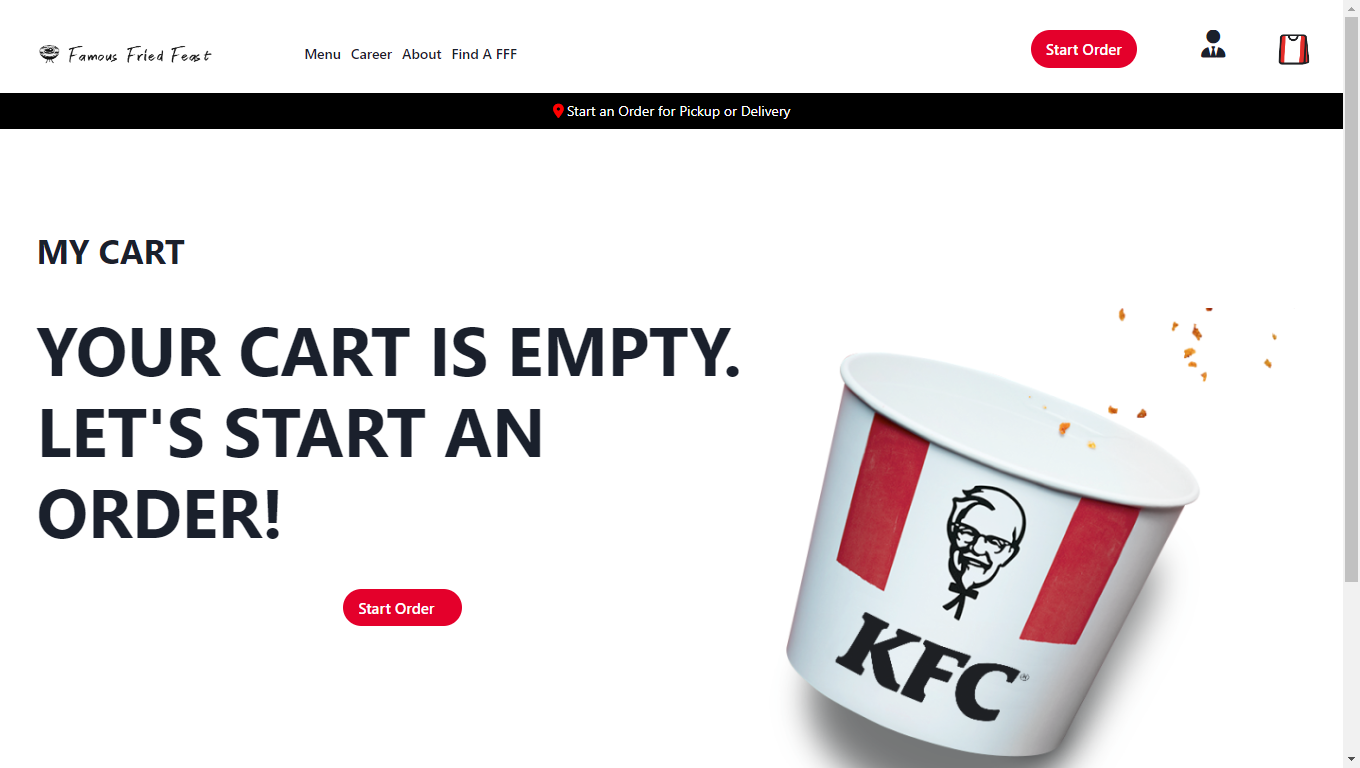 Famous Fried Feast
Menu Career About Find A FFF
Start Order
Start an Order for Pickup or Delivery
MY CART
YOUR CART IS EMPTY.
LET'S START AN
ORDER!
Start Order
KFC®